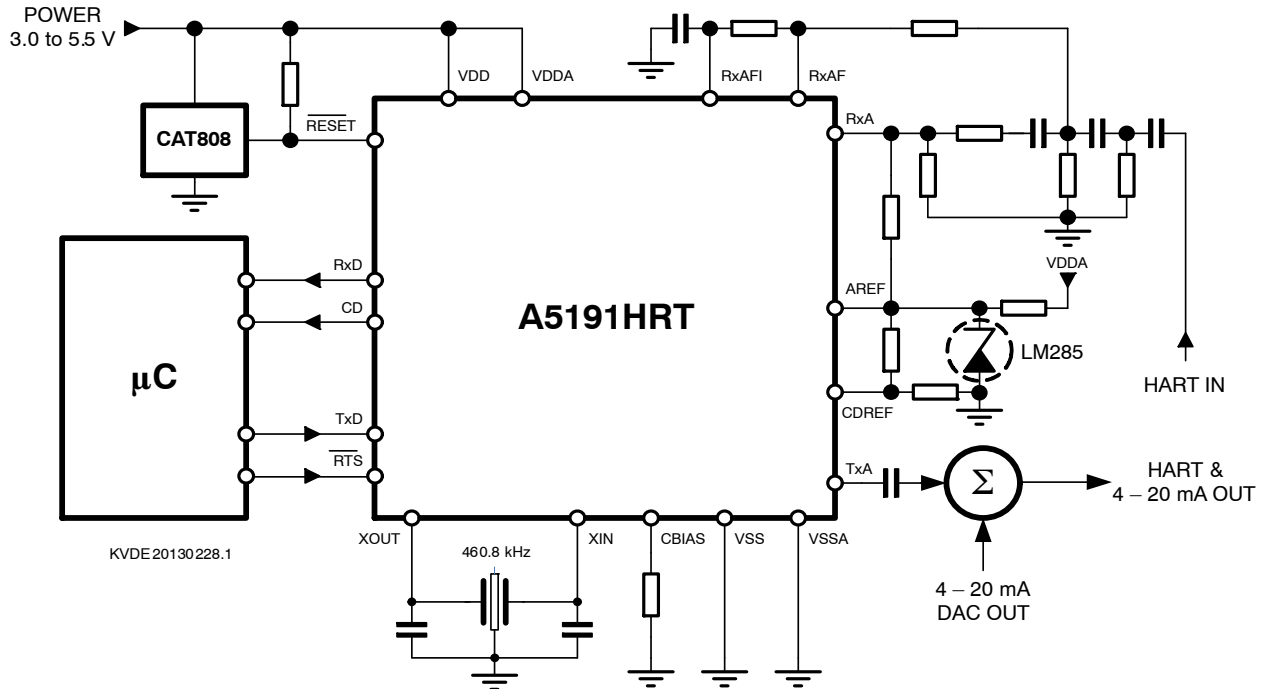 POWER
3.0 to 5.5 V
VDD
VDDA
RxAFI
RxAF
CAT808
RESET
RxA
RxD
CD
A5191HRT
AREF
VDDA
LM285
HART IN
μC
CDREF
TxD
RTS
TxA
Σ
HART &
4 – 20 mA OUT
KVDE 20130228.1
XOUT
460.8 kHz
XIN
CBIAS
VSS
VSSA
4 – 20 mA
DAC OUT